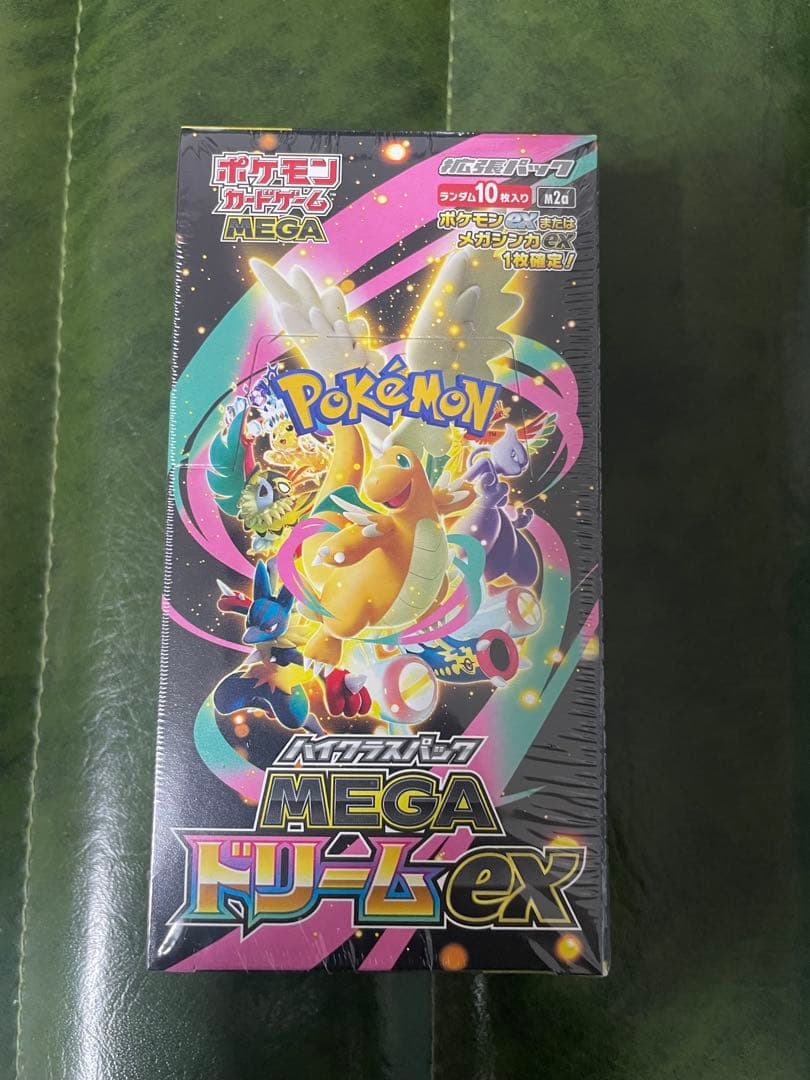 ポケモン
カードゲーム
MEGA
拡張パック
ランダム10枚入り
M2a
ポケモンexまたは
メガシンカex
1枚確定!
POKéMON
TM
ハイクラスパック
MEGA
ドリームex